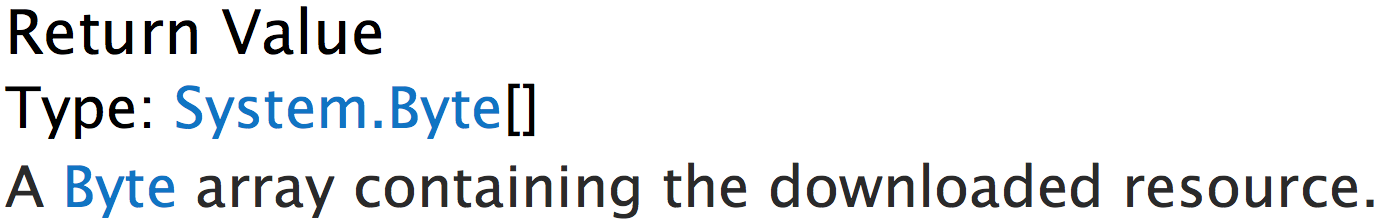 Return Value
Type: System.Byte[]
A Byte array containing the downloaded resource.